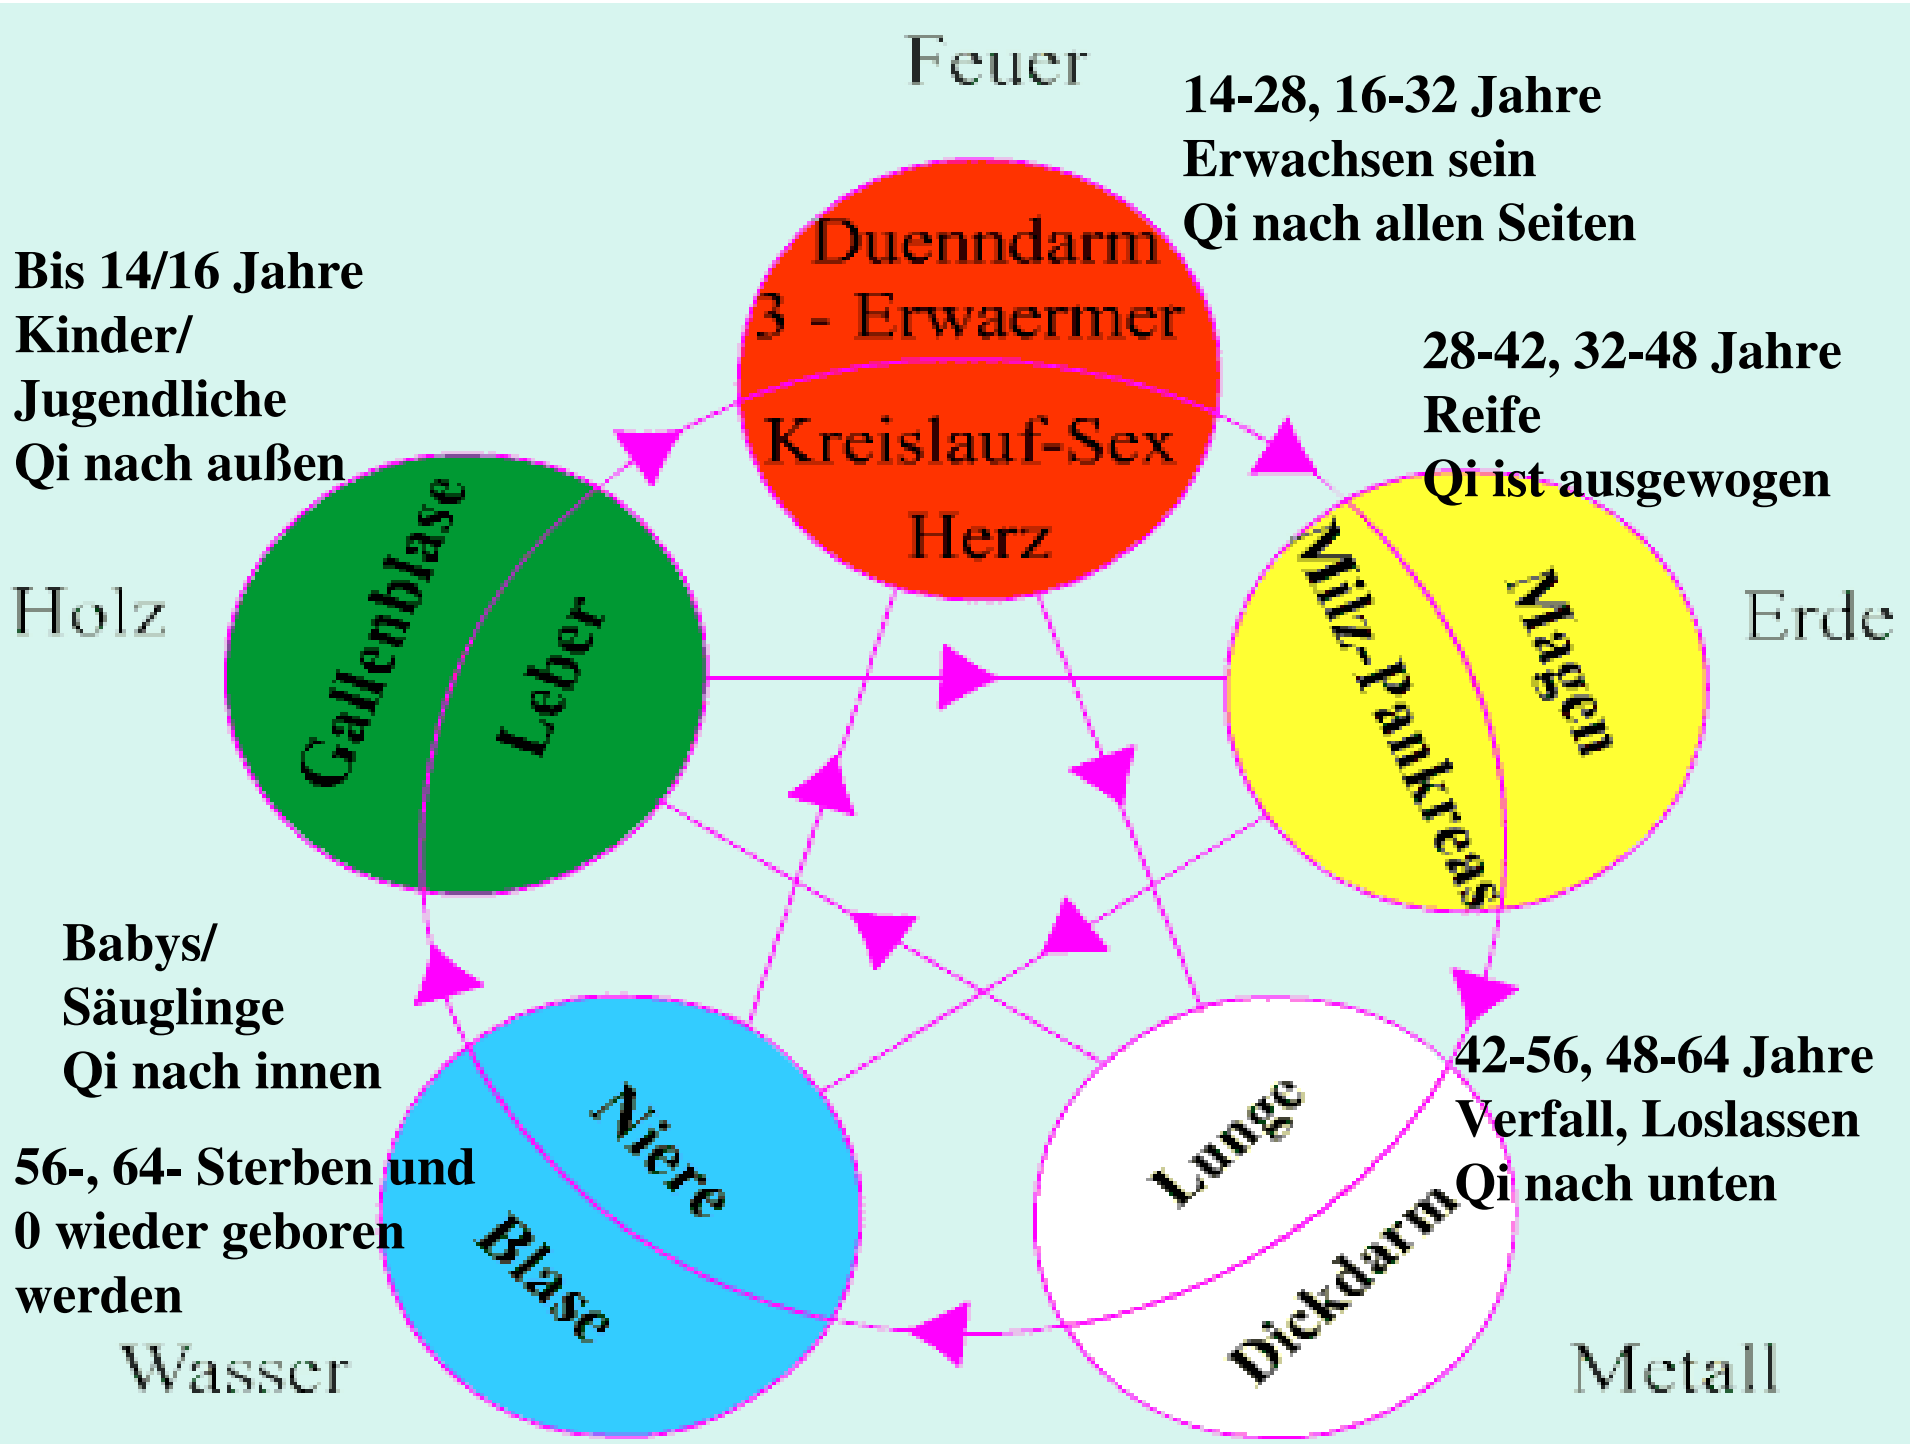 Feuer
14-28, 16-32 Jahre
Erwachsen sein
Qi nach allen Seiten
Duenndarm
3 - Erwaermer
Kreislauf-Sex
Herz
Bis 14/16 Jahre
Kinder/
Jugendliche
Qi nach außen
28-42, 32-48 Jahre
Reife
Qi ist ausgewogen
Holz
Gallenblase
Leber
Milz-Pankreas
Magen
Erde
Babys/
Säuglinge
Qi nach innen
56-, 64- Sterben und
0 wieder geboren
werden
Niere
Blase
Wasser
Lunge
Dickdarm
42-56, 48-64 Jahre
Verfall, Loslassen
Qi nach unten
Metall